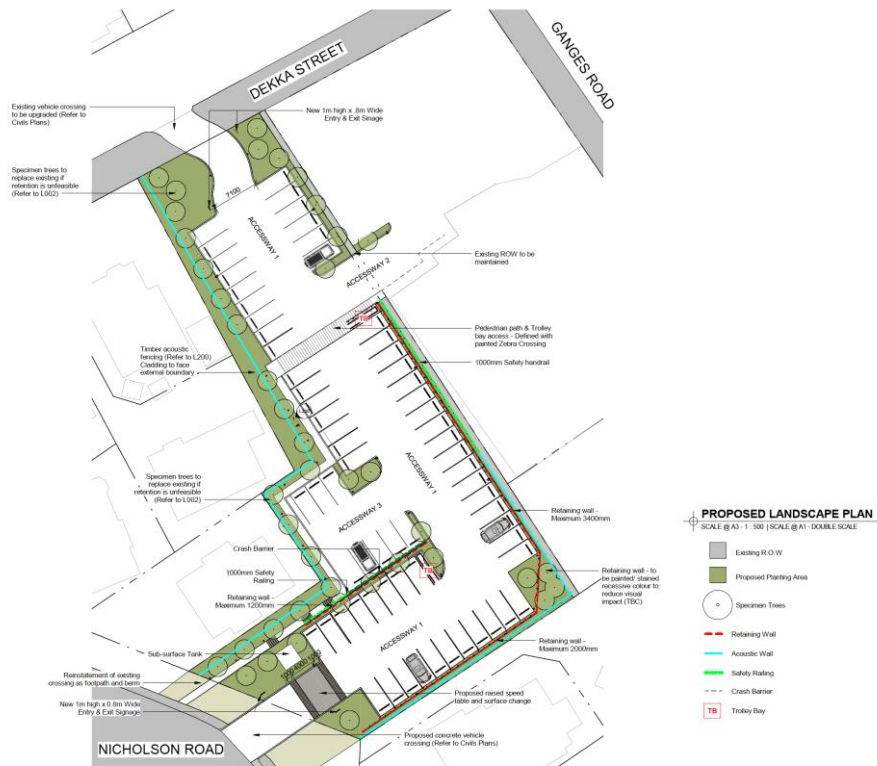 DEKKA STREET
GANGES ROAD
Existing vehicle crossing
to be upgraded (Refer to
Civils Plans)
New 1m high x .8m Wide
Entry & Exit Sinage
Specimen trees to
replace existing if
retention is unfeasible
(Refer to L002)
7100
ACCESSWAY 1
ACCESSWAY 2
Existing ROW to be
maintained
TB
Pedestrian path & Trolley
bay access - Defined with
painted Zebra Crossing
1000mm Safety handrail
Timber acoustic
fencing (Refer to L200)
Cladding to face
external boundary
ACCESSWAY 1
Specimen trees to
replace existing if
retention is unfeasible
(Refer to L002)
ACCESSWAY 3
Retaining wall -
Maximum 3400mm
Crash Barrier
1000mm Safety
Railing
TB
Retaining wall - to
be painted/ stained
recessive colour to
reduce visual
impact (TBC)
Retaining wall -
Maximum 1200mm
ACCESSWAY 1
Retaining wall -
Maximum 2000mm
Sub-surface Tank
Reinstatement of existing
crossing as footpath and berm
New 1m high x 0.8m Wide
Entry & Exit Signage
Proposed raised speed
table and surface change
Proposed concrete vehicle
crossing (Refer to Civils Plans)
NICHOLSON ROAD
PROPOSED LANDSCAPE PLAN
SCALE @ A3 - 1 : 500 | SCALE @ A1 - DOUBLE SCALE
Existing R.O.W
Proposed Planting Area
Specimen Trees
Retaining Wall
Acoustic Wall
Safety Railing
Crash Barrier
TB
Trolley Bay